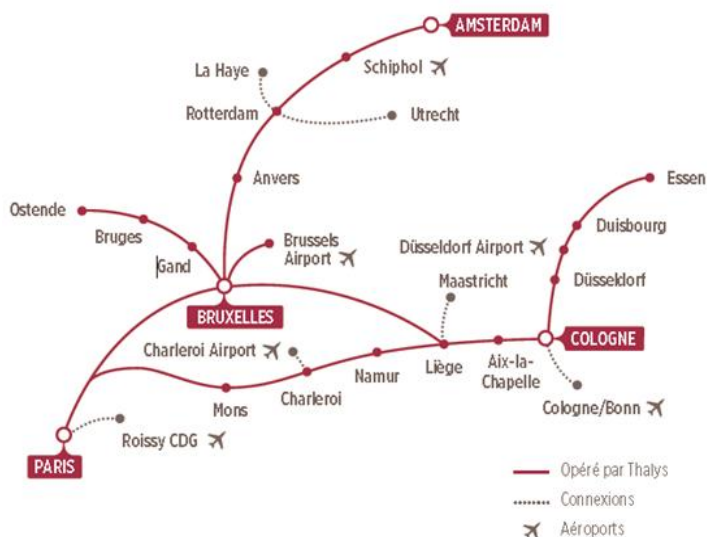 AMSTERDAM
Schiphol
La Haye
Rotterdam
Utrecht
Anvers
Essen
Ostende
Bruges
Duisbourg
Gand
Brussels
Airport
Düsseldorf Airport
Maastricht
Düsseldorf
BRUXELLES
COLOGNE
Charleroi Airport
Liège
Aix-la-
Chapelle
Namur
Charleroi
Mons
Cologne/Bonn
Roissy CDG
PARIS
Opéré par Thalys
Connexions
Aéroports